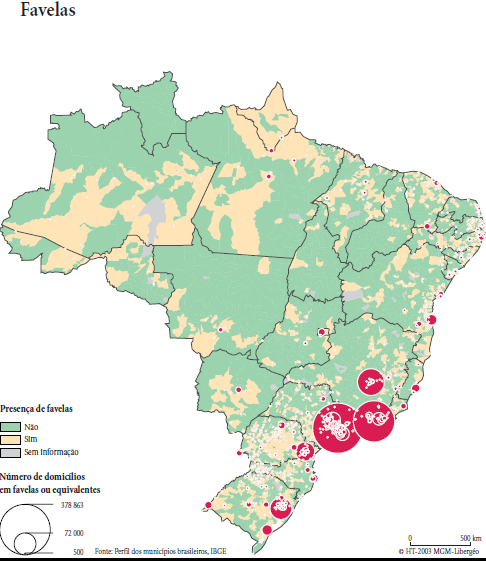 Favelas
Presença de favelas
Não
Sim
Sem Informação
Número de domicílios
em favelas ou equivalentes
378 863
72 000
500
Fonte: Perfil dos municípios brasileiros, IBGE
0 500 km
© HT-2003 MGM-Libergéo